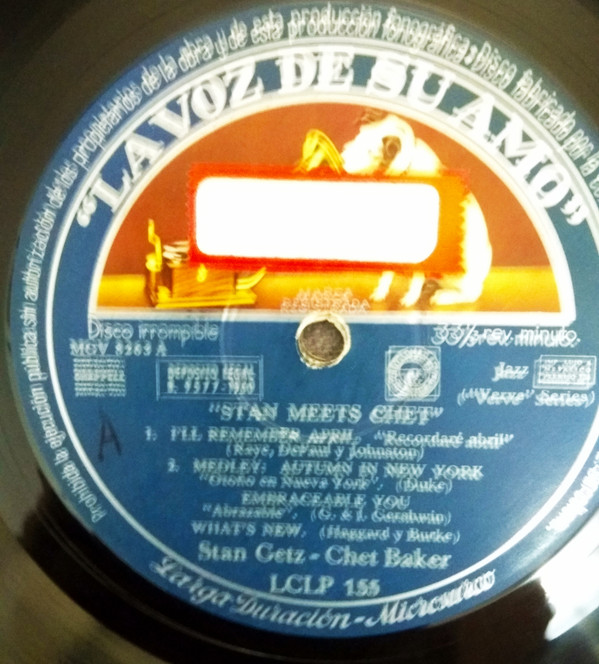 Prohibida la ejecución pública sin autorización de los propietarios de la obra y de esta producción fonográfica: Disco fabricado por
"LA VOZ DE SU AMO"
MARCA
REGISTRADA
Disco irrompible
33⅓ rev. minuto
MGV 8263 A
DEPOSITO LEGAL
Jazz
("Verve" Series)
A
"STAN MEETS CHET"
1. I'LL REMEMBER APRIL. "Recordaré abril"
(Raye, DePaul y Johnston)
2. MEDLEY: AUTUMN IN NEW YORK
"Otoño en Nueva York". (Duke)
EMBRACEABLE YOU
"Abrazable". (G. & I. Gershwin)
WHAT'S NEW. (Haggard y Burke)
Stan Getz - Chet Baker
LCLP 155
Larga Duración - Microsurco